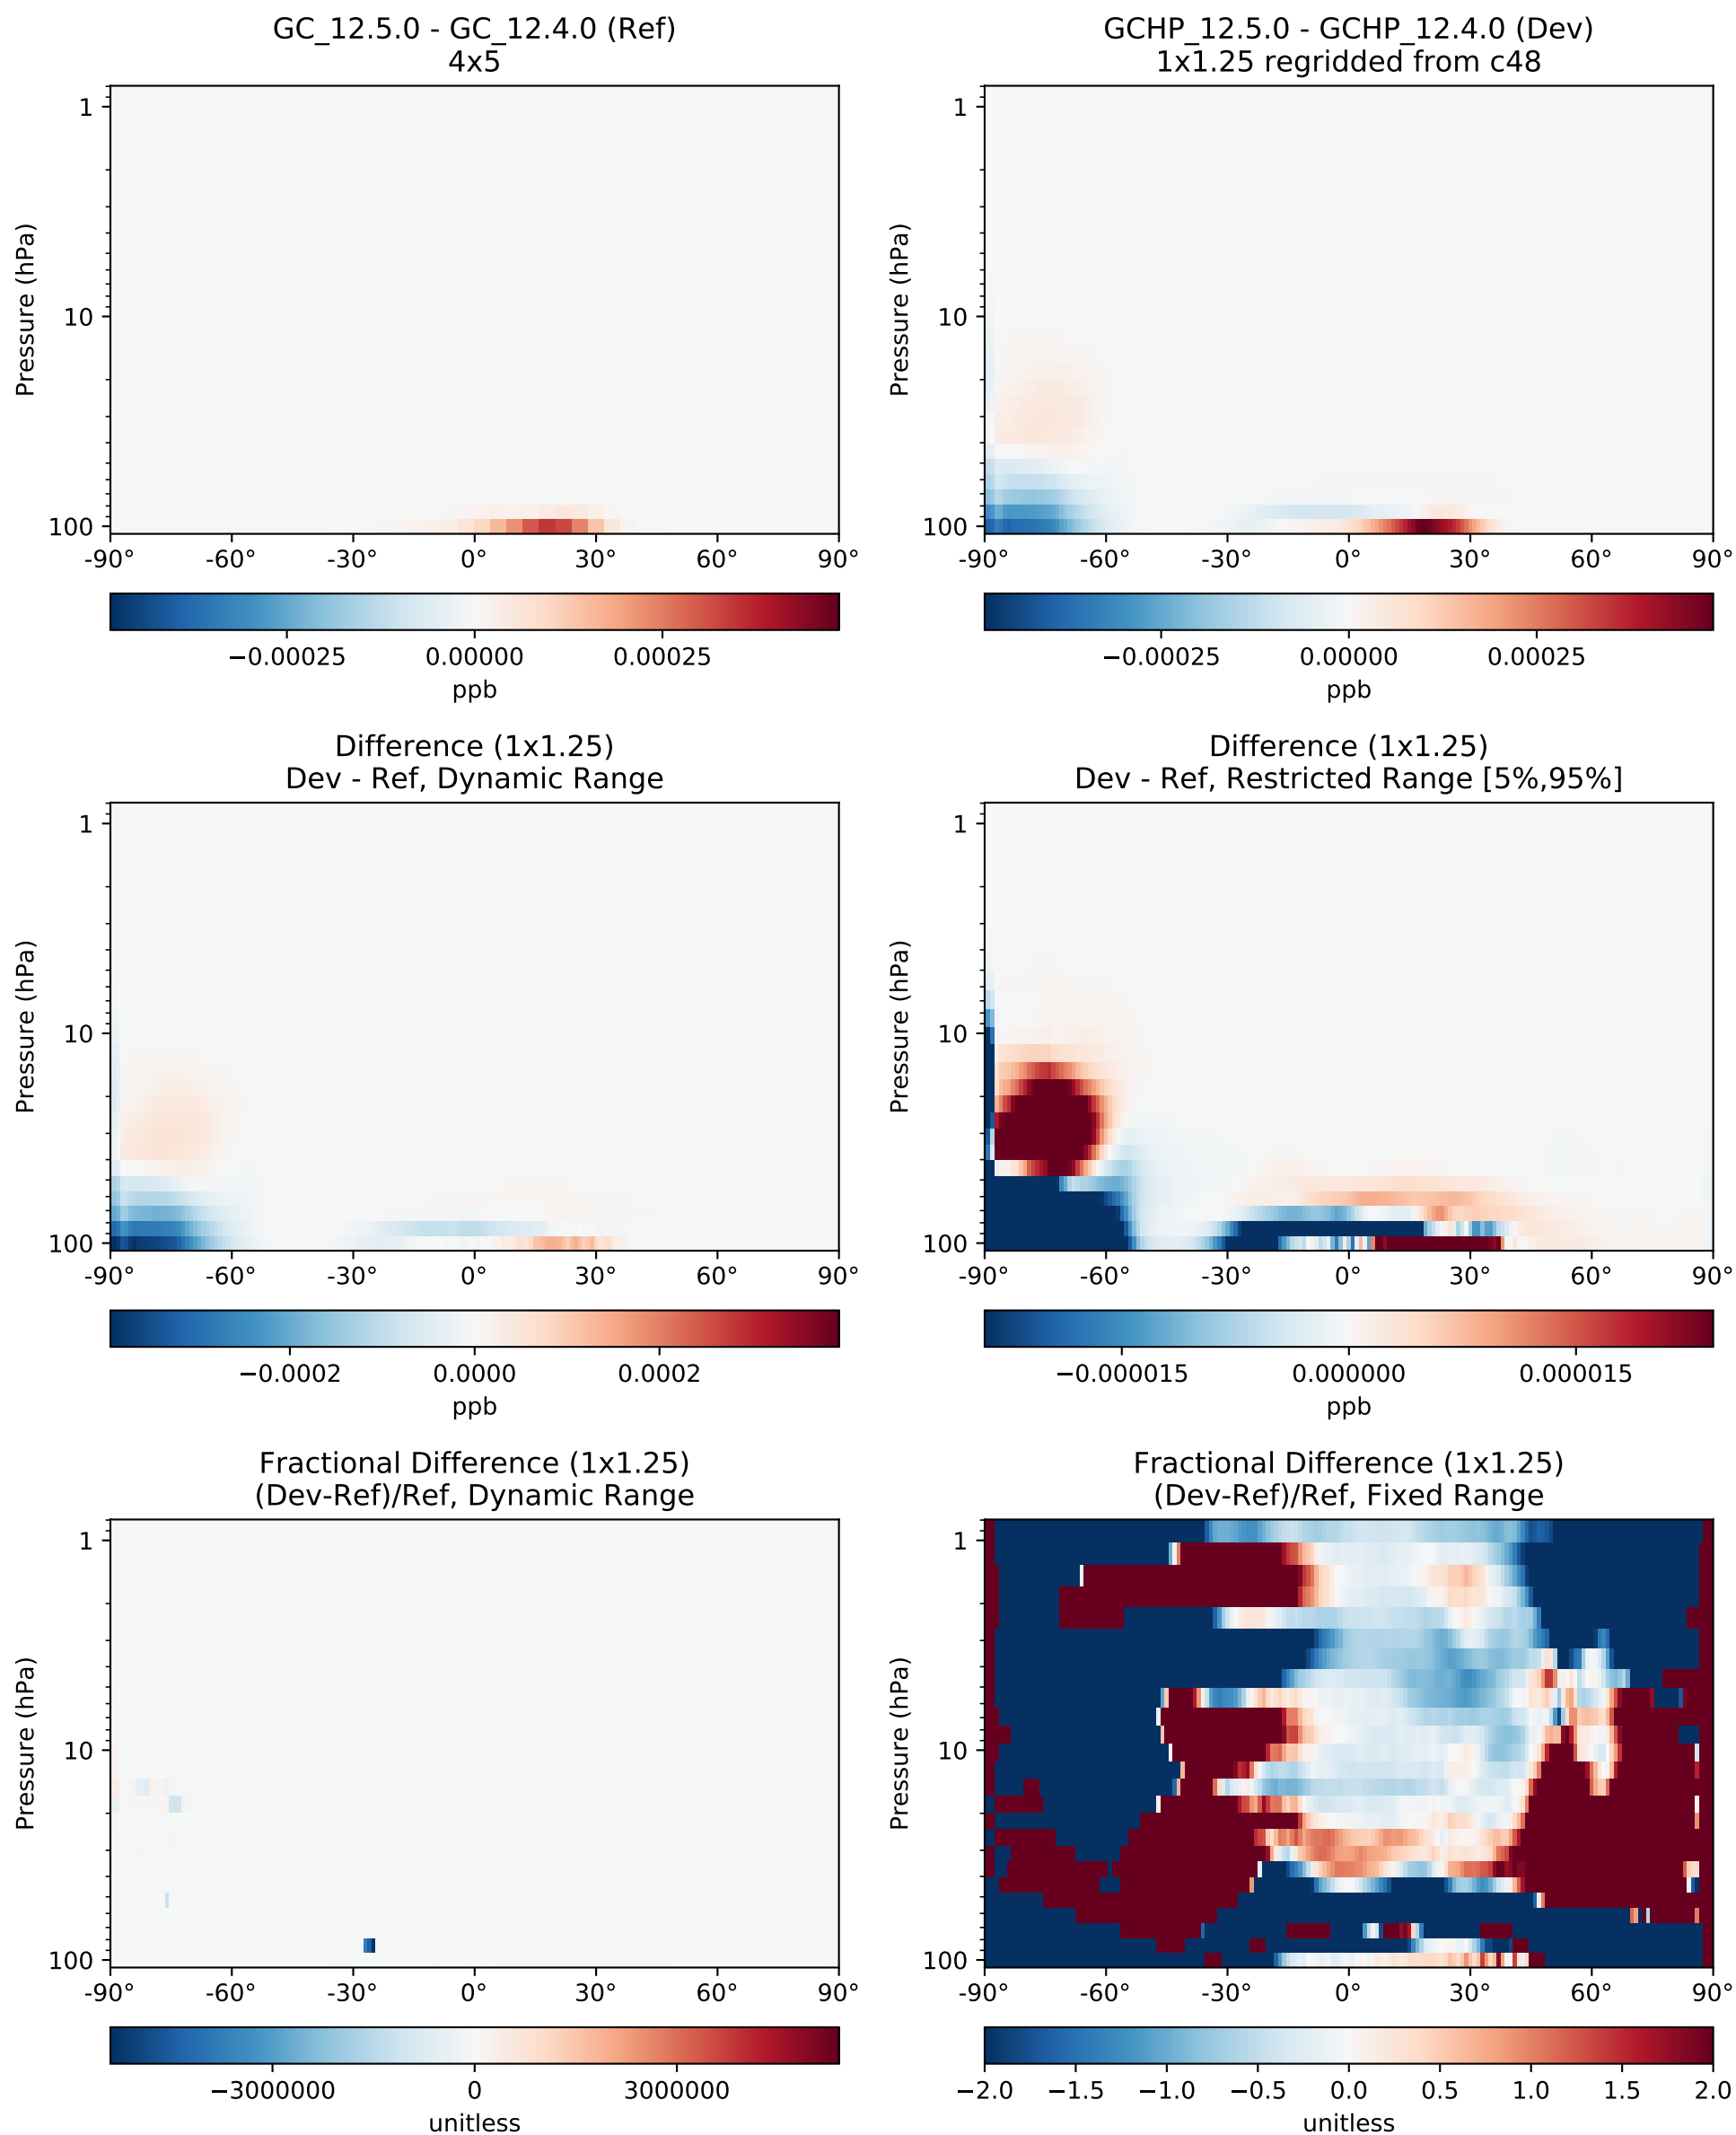 GC_12.5.0 - GC_12.4.0 (Ref)
4x5
Pressure (hPa)
1
10
100
-90° -60° -30° 0° 30° 60° 90°
−0.00025 0.00000 0.00025
ppb
GCHP_12.5.0 - GCHP_12.4.0 (Dev)
1x1.25 regridded from c48
Pressure (hPa)
1
10
100
-90° -60° -30° 0° 30° 60° 90°
−0.00025 0.00000 0.00025
ppb
Difference (1x1.25)
Dev - Ref, Dynamic Range
Pressure (hPa)
1
10
100
-90° -60° -30° 0° 30° 60° 90°
−0.0002 0.0000 0.0002
ppb
Difference (1x1.25)
Dev - Ref, Restricted Range [5%,95%]
Pressure (hPa)
1
10
100
-90° -60° -30° 0° 30° 60° 90°
−0.000015 0.000000 0.000015
ppb
Fractional Difference (1x1.25)
(Dev-Ref)/Ref, Dynamic Range
Pressure (hPa)
1
10
100
-90° -60° -30° 0° 30° 60° 90°
−3000000 0 3000000
unitless
Fractional Difference (1x1.25)
(Dev-Ref)/Ref, Fixed Range
Pressure (hPa)
1
10
100
-90° -60° -30° 0° 30° 60° 90°
−2.0 −1.5 −1.0 −0.5 0.0 0.5 1.0 1.5 2.0
unitless